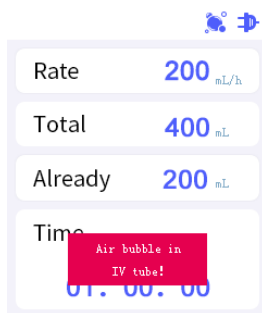 Rate 200 mL/h
Total 400 mL
Already 200 mL
Time
Air bubble in
IV tube!
01. 00. 00